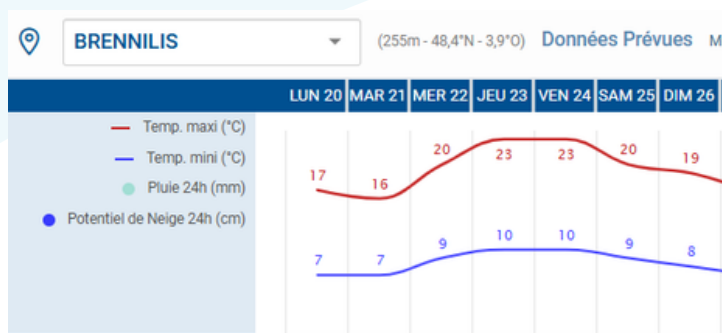 BRENNILIS (255m - 48,4°N - 3,9°O) Données Prévues M
LUN 20 MAR 21 MER 22 JEU 23 VEN 24 SAM 25 DIM 26
Temp. maxi (°C)
Temp. mini (°C)
Pluie 24h (mm)
Potentiel de Neige 24h (cm)
17 16 20 23 23 20 19
7 7 9 10 10 9 8